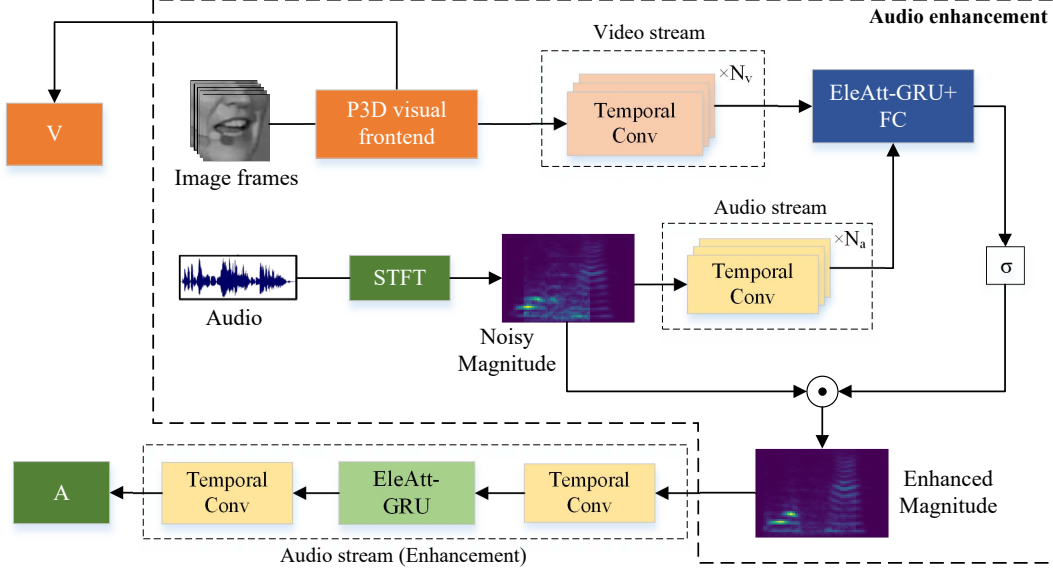 Audio enhancement
Video stream
×Nv
V
P3D visual
frontend
Temporal
Conv
EleAtt-GRU+
FC
Image frames
Audio stream
×Na
STFT
Temporal
Conv
σ
Audio
Noisy
Magnitude
A
Temporal
Conv
EleAtt-
GRU
Temporal
Conv
Enhanced
Magnitude
Audio stream (Enhancement)